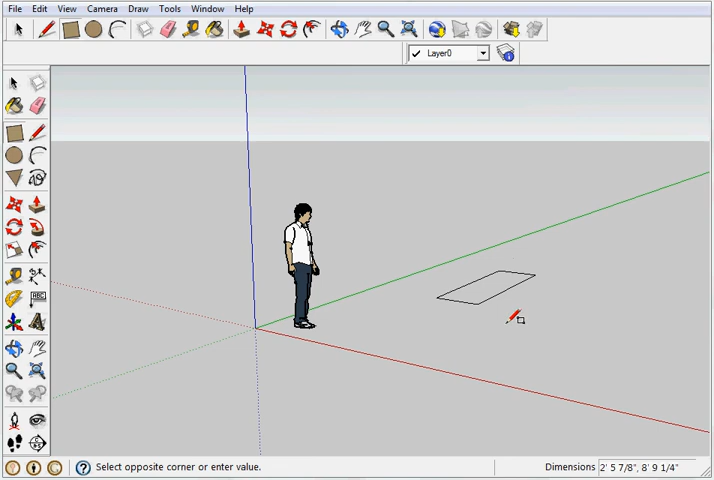 File Edit View Camera Draw Tools Window Help
Layer0
ABC
Select opposite corner or enter value.
Dimensions 2' 5 7/8", 8' 9 1/4"